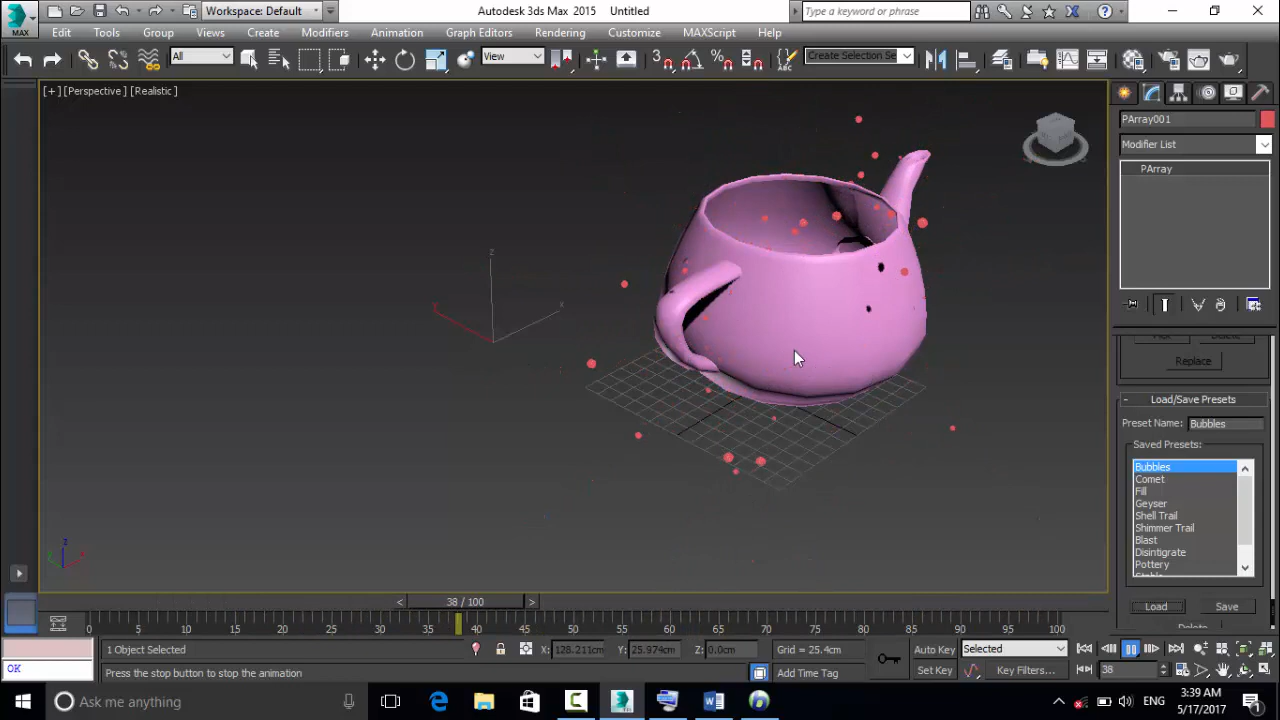 MAX
Workspace: Default
Autodesk 3ds Max 2015 Untitled
Type a keyword or phrase
Edit Tools Group Views Create Modifiers Animation Graph Editors Rendering Customize MAXScript Help
All
View
3
Create Selection Se
[+] [Perspective ] [Realistic ]
PArray001
Modifier List
PArray
Replace
- Load/Save Presets
Preset Name: Bubbles
Saved Presets:
Bubbles
Comet
Fill
Geyser
Shell Trail
Shimmer Trail
Blast
Disintigrate
Pottery
Load Save
Delete
z
x
z
x
y
< 38 / 100 >
0 5 10 15 20 25 30 35 40 45 50 55 60 65 70 75 80 85 90 95 100
1 Object Selected X: 128.211cm Y: 25.974cm Z: 0.0cm Grid = 25.4cm Auto Key Selected
OK Press the stop button to stop the animation Add Time Tag Set Key Key Filters... 38
Ask me anything
ENG
3:39 AM
5/17/2017
1